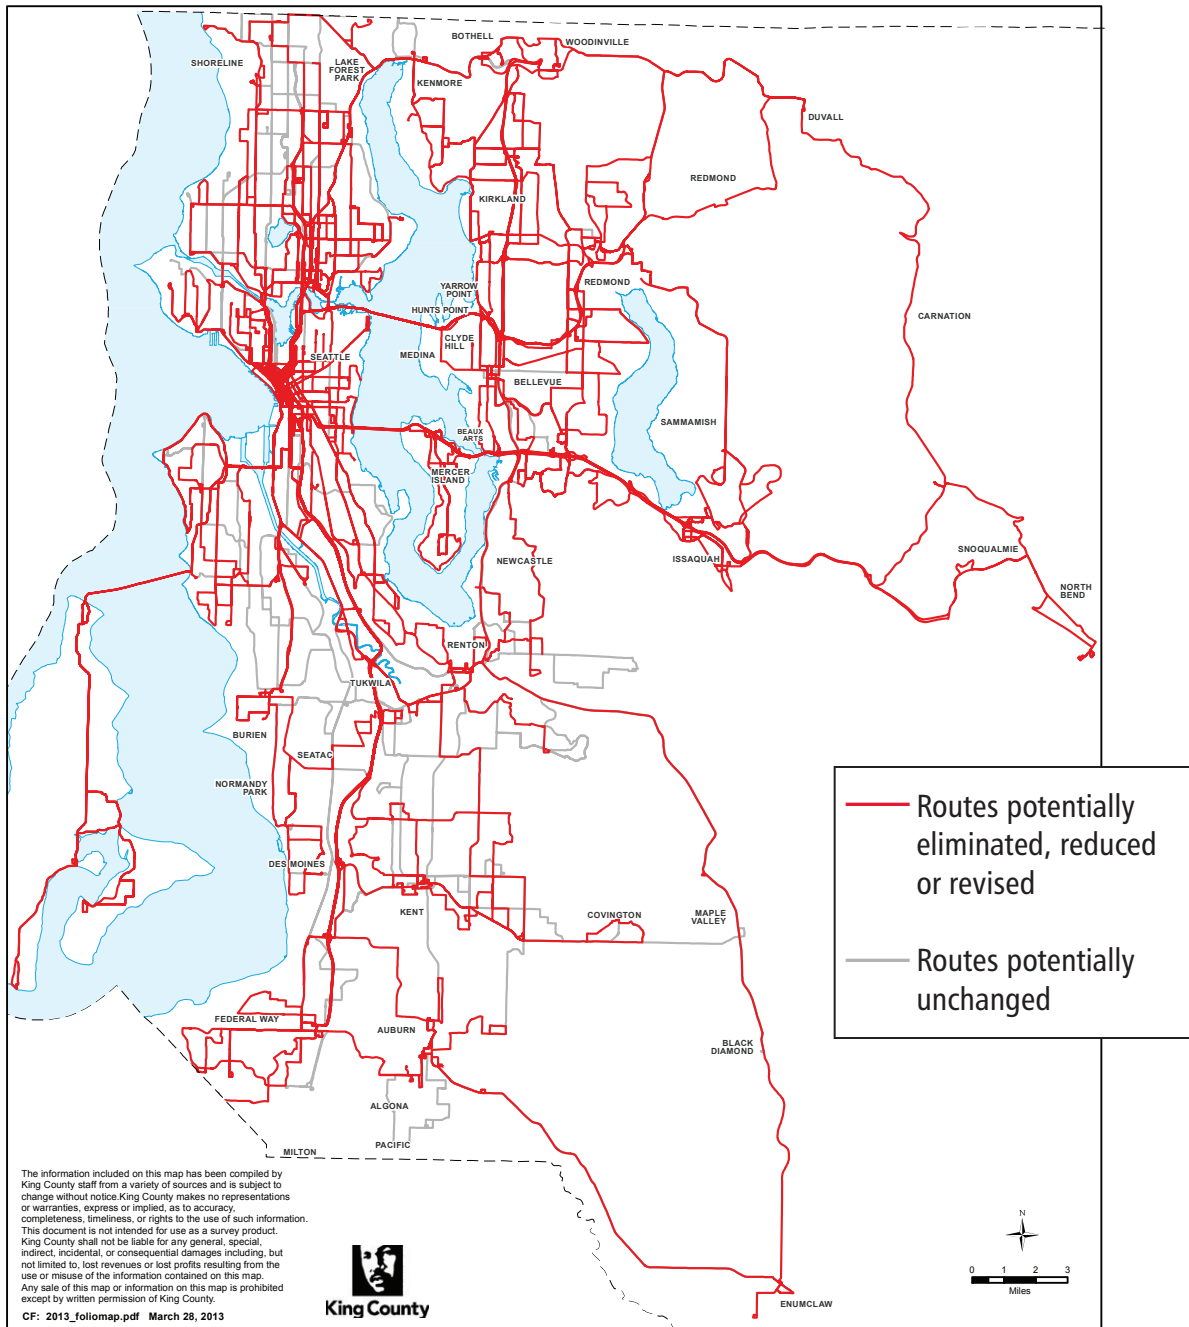 BOTHELL
WOODINVILLE
SHORELINE
LAKE
FOREST
PARK
KENMORE
DUVALL
REDMOND
KIRKLAND
YARROW
POINT
REDMOND
HUNTS POINT
CARNATION
CLYDE
HILL
SEATTLE
MEDINA
BELLEVUE
SAMMAMISH
BEAUX
ARTS
MERCER
ISLAND
NEWCASTLE
ISSAQUAH
SNOQUALMIE
NORTH
BEND
RENTON
TUKWILA
BURIEN
SEATAC
NORMANDY
PARK
DES MOINES
KENT
COVINGTON
MAPLE
VALLEY
FEDERAL WAY
AUBURN
BLACK
DIAMOND
ALGONA
PACIFIC
MILTON
ENUMCLAW
Routes potentially
eliminated, reduced
or revised
Routes potentially
unchanged
The information included on this map has been compiled by
King County staff from a variety of sources and is subject to
change without notice.King County makes no representations
or warranties, express or implied, as to accuracy,
completeness, timeliness, or rights to the use of such information.
This document is not intended for use as a survey product.
King County shall not be liable for any general, special,
indirect, incidental, or consequential damages including, but
not limited to, lost revenues or lost profits resulting from the
use or misuse of the information contained on this map.
Any sale of this map or information on this map is prohibited
except by written permission of King County.
CF: 2013_foliomap.pdf March 28, 2013
King County
N
0 1 2 3
Miles